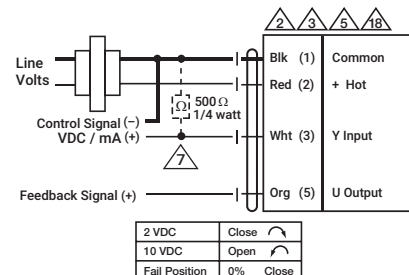 2 3 5 18
Line
Volts
Blk (1) Common
Red (2) + Hot
Ω 500 Ω
1/4 watt
Control Signal (–)
VDC / mA (+)
Wht (3) Y Input
7
Feedback Signal (+)
Org (5) U Output
2 VDC Close
10 VDC Open
Fail Position 0% Close